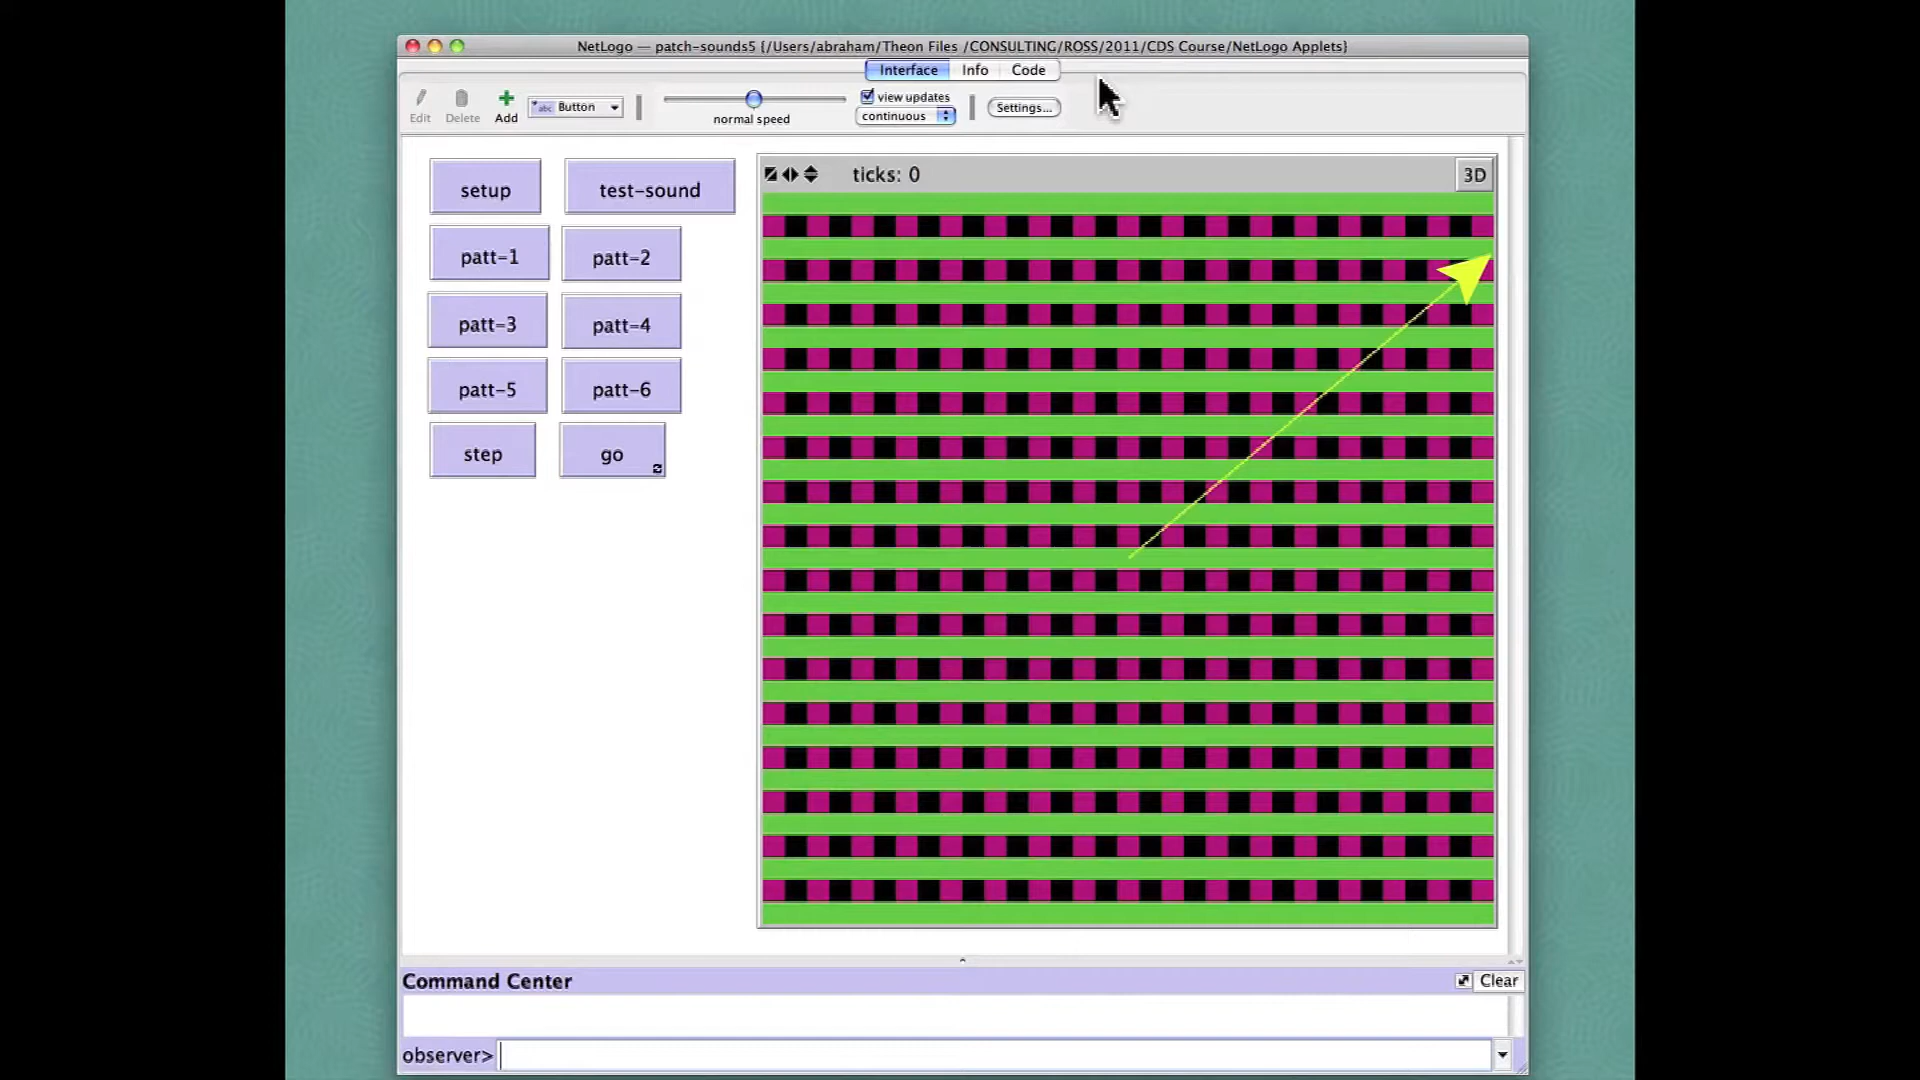 NetLogo — patch-sounds5 {/Users/abraham/Theon Files /CONSULTING/ROSS/2011/CDS Course/NetLogo Applets}
Interface Info Code
Edit Delete Add abc Button normal speed view updates continuous Settings...
ticks: 0 3D
setup test-sound
patt-1 patt-2
patt-3 patt-4
patt-5 patt-6
step go
Command Center Clear
observer>